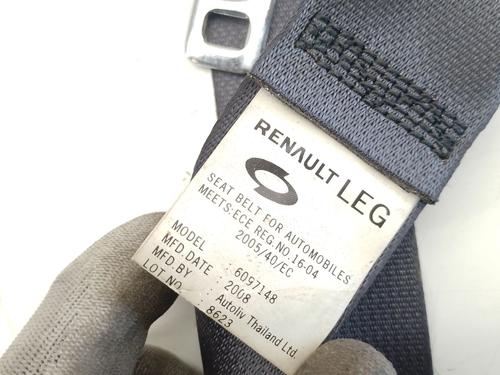 RENAULT LEG
SEAT BELT FOR AUTOMOBILES
MEETS:ECE REG.NO.16-04
2005/40/EC
MODEL : 6097148
MFD.DATE : 2008
MFD.BY : Autoliv Thailand Ltd.
LOT NO. : 8623